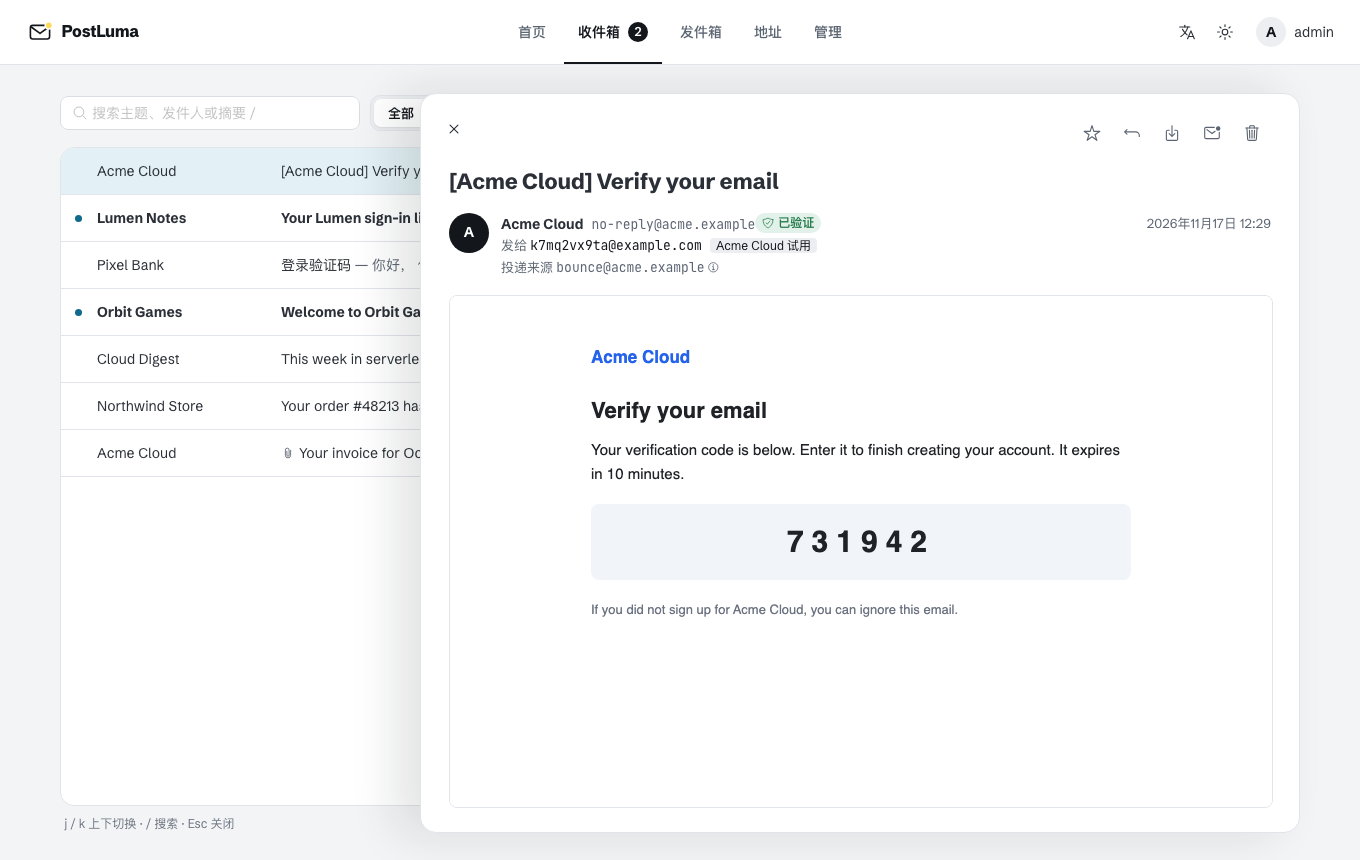 PostLuma
首页 收件箱 2 发件箱 地址 管理
A admin
搜索主题、发件人或摘要 /
全部
Acme Cloud [Acme Cloud] Verify y
Lumen Notes Your Lumen sign-in li
Pixel Bank 登录验证码 — 你好，
Orbit Games Welcome to Orbit Ga
Cloud Digest This week in serverle
Northwind Store Your order #48213 ha
Acme Cloud Your invoice for Oc
j / k 上下切换 · / 搜索 · Esc 关闭
[Acme Cloud] Verify your email
A
Acme Cloud no-reply@acme.example 已验证 2026年11月17日 12:29
发给 k7mq2vx9ta@example.com Acme Cloud 试用
投递来源 bounce@acme.example
Acme Cloud
Verify your email
Your verification code is below. Enter it to finish creating your account. It expires
in 10 minutes.
731942
If you did not sign up for Acme Cloud, you can ignore this email.